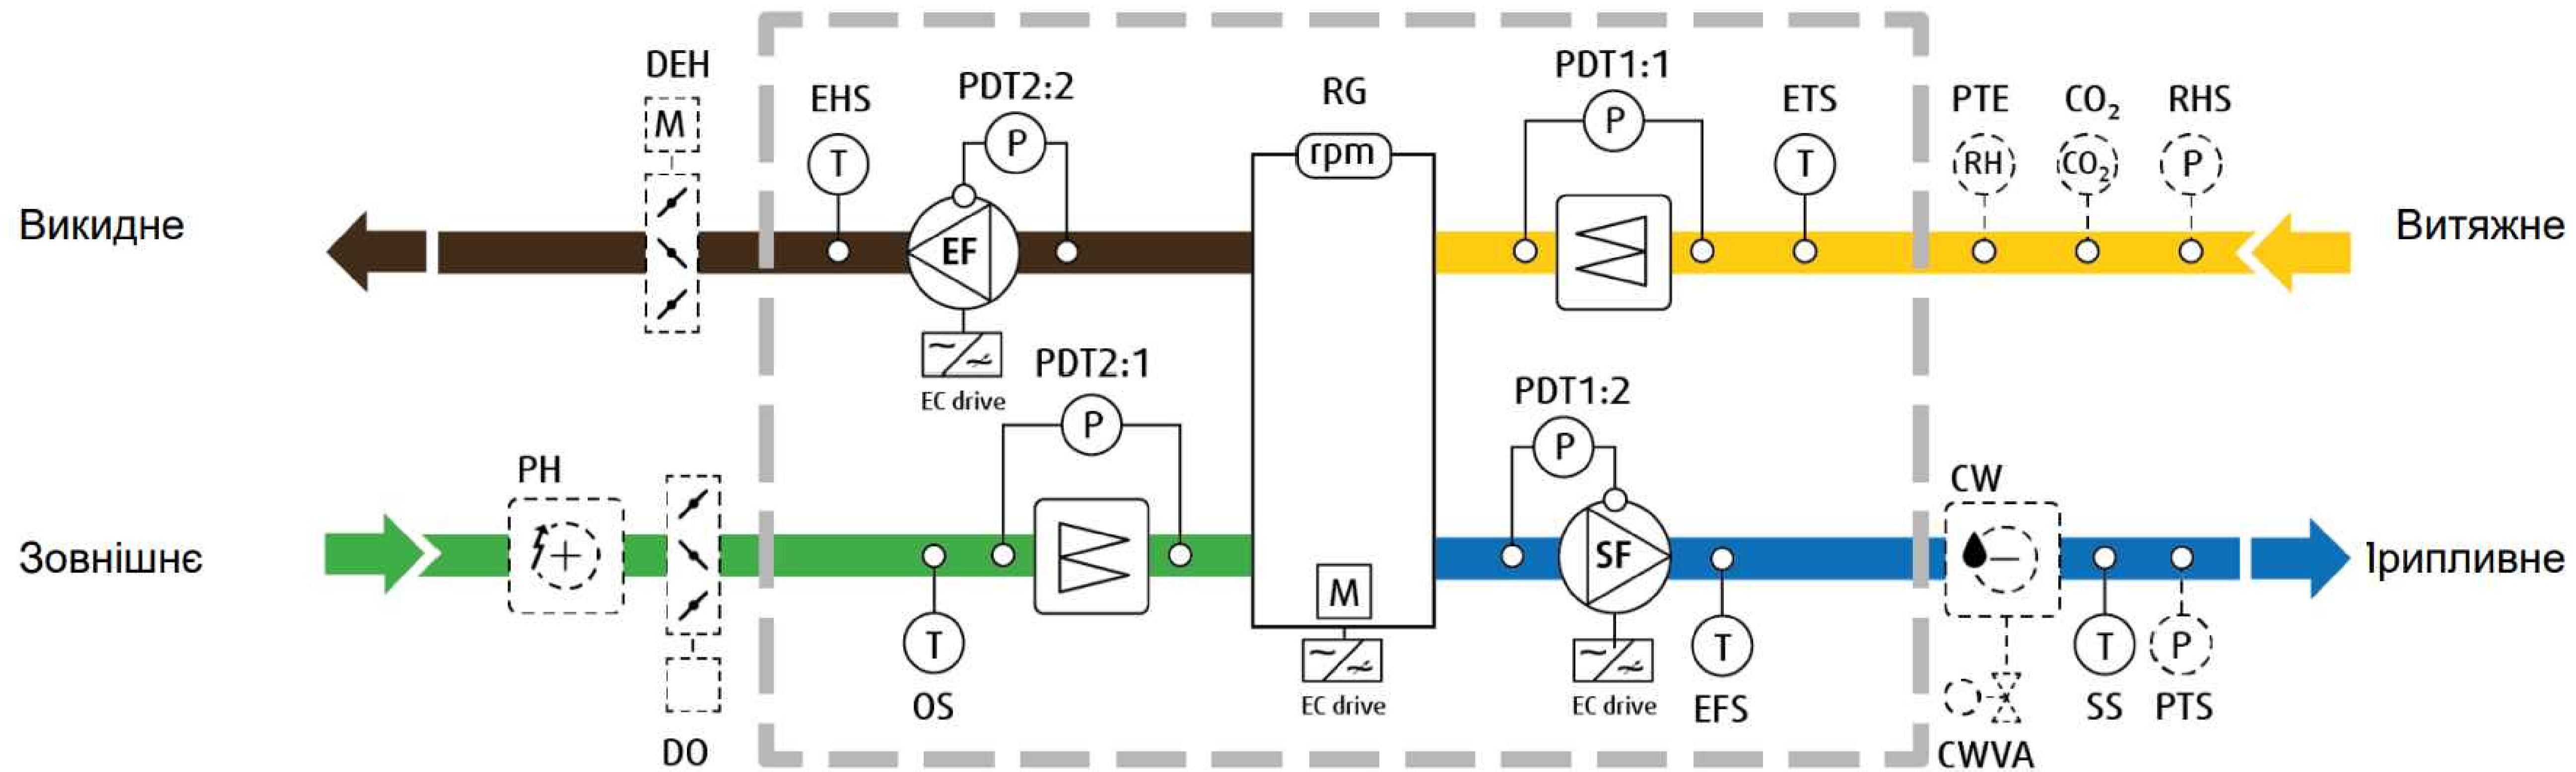 DEH
M
EHS
T
PDT2:2
P
EF
EC drive
RG
rpm
PDT1:1
P
ETS
T
PTE
RH
CO₂
CO₂
RHS
P
Викидне
Витяжне
PH
DO
T
OS
PDT2:1
P
M
EC drive
PDT1:2
P
SF
EC drive
T
EFS
CW
CWVA
T
SS
P
PTS
Зовнішнє
Припливне